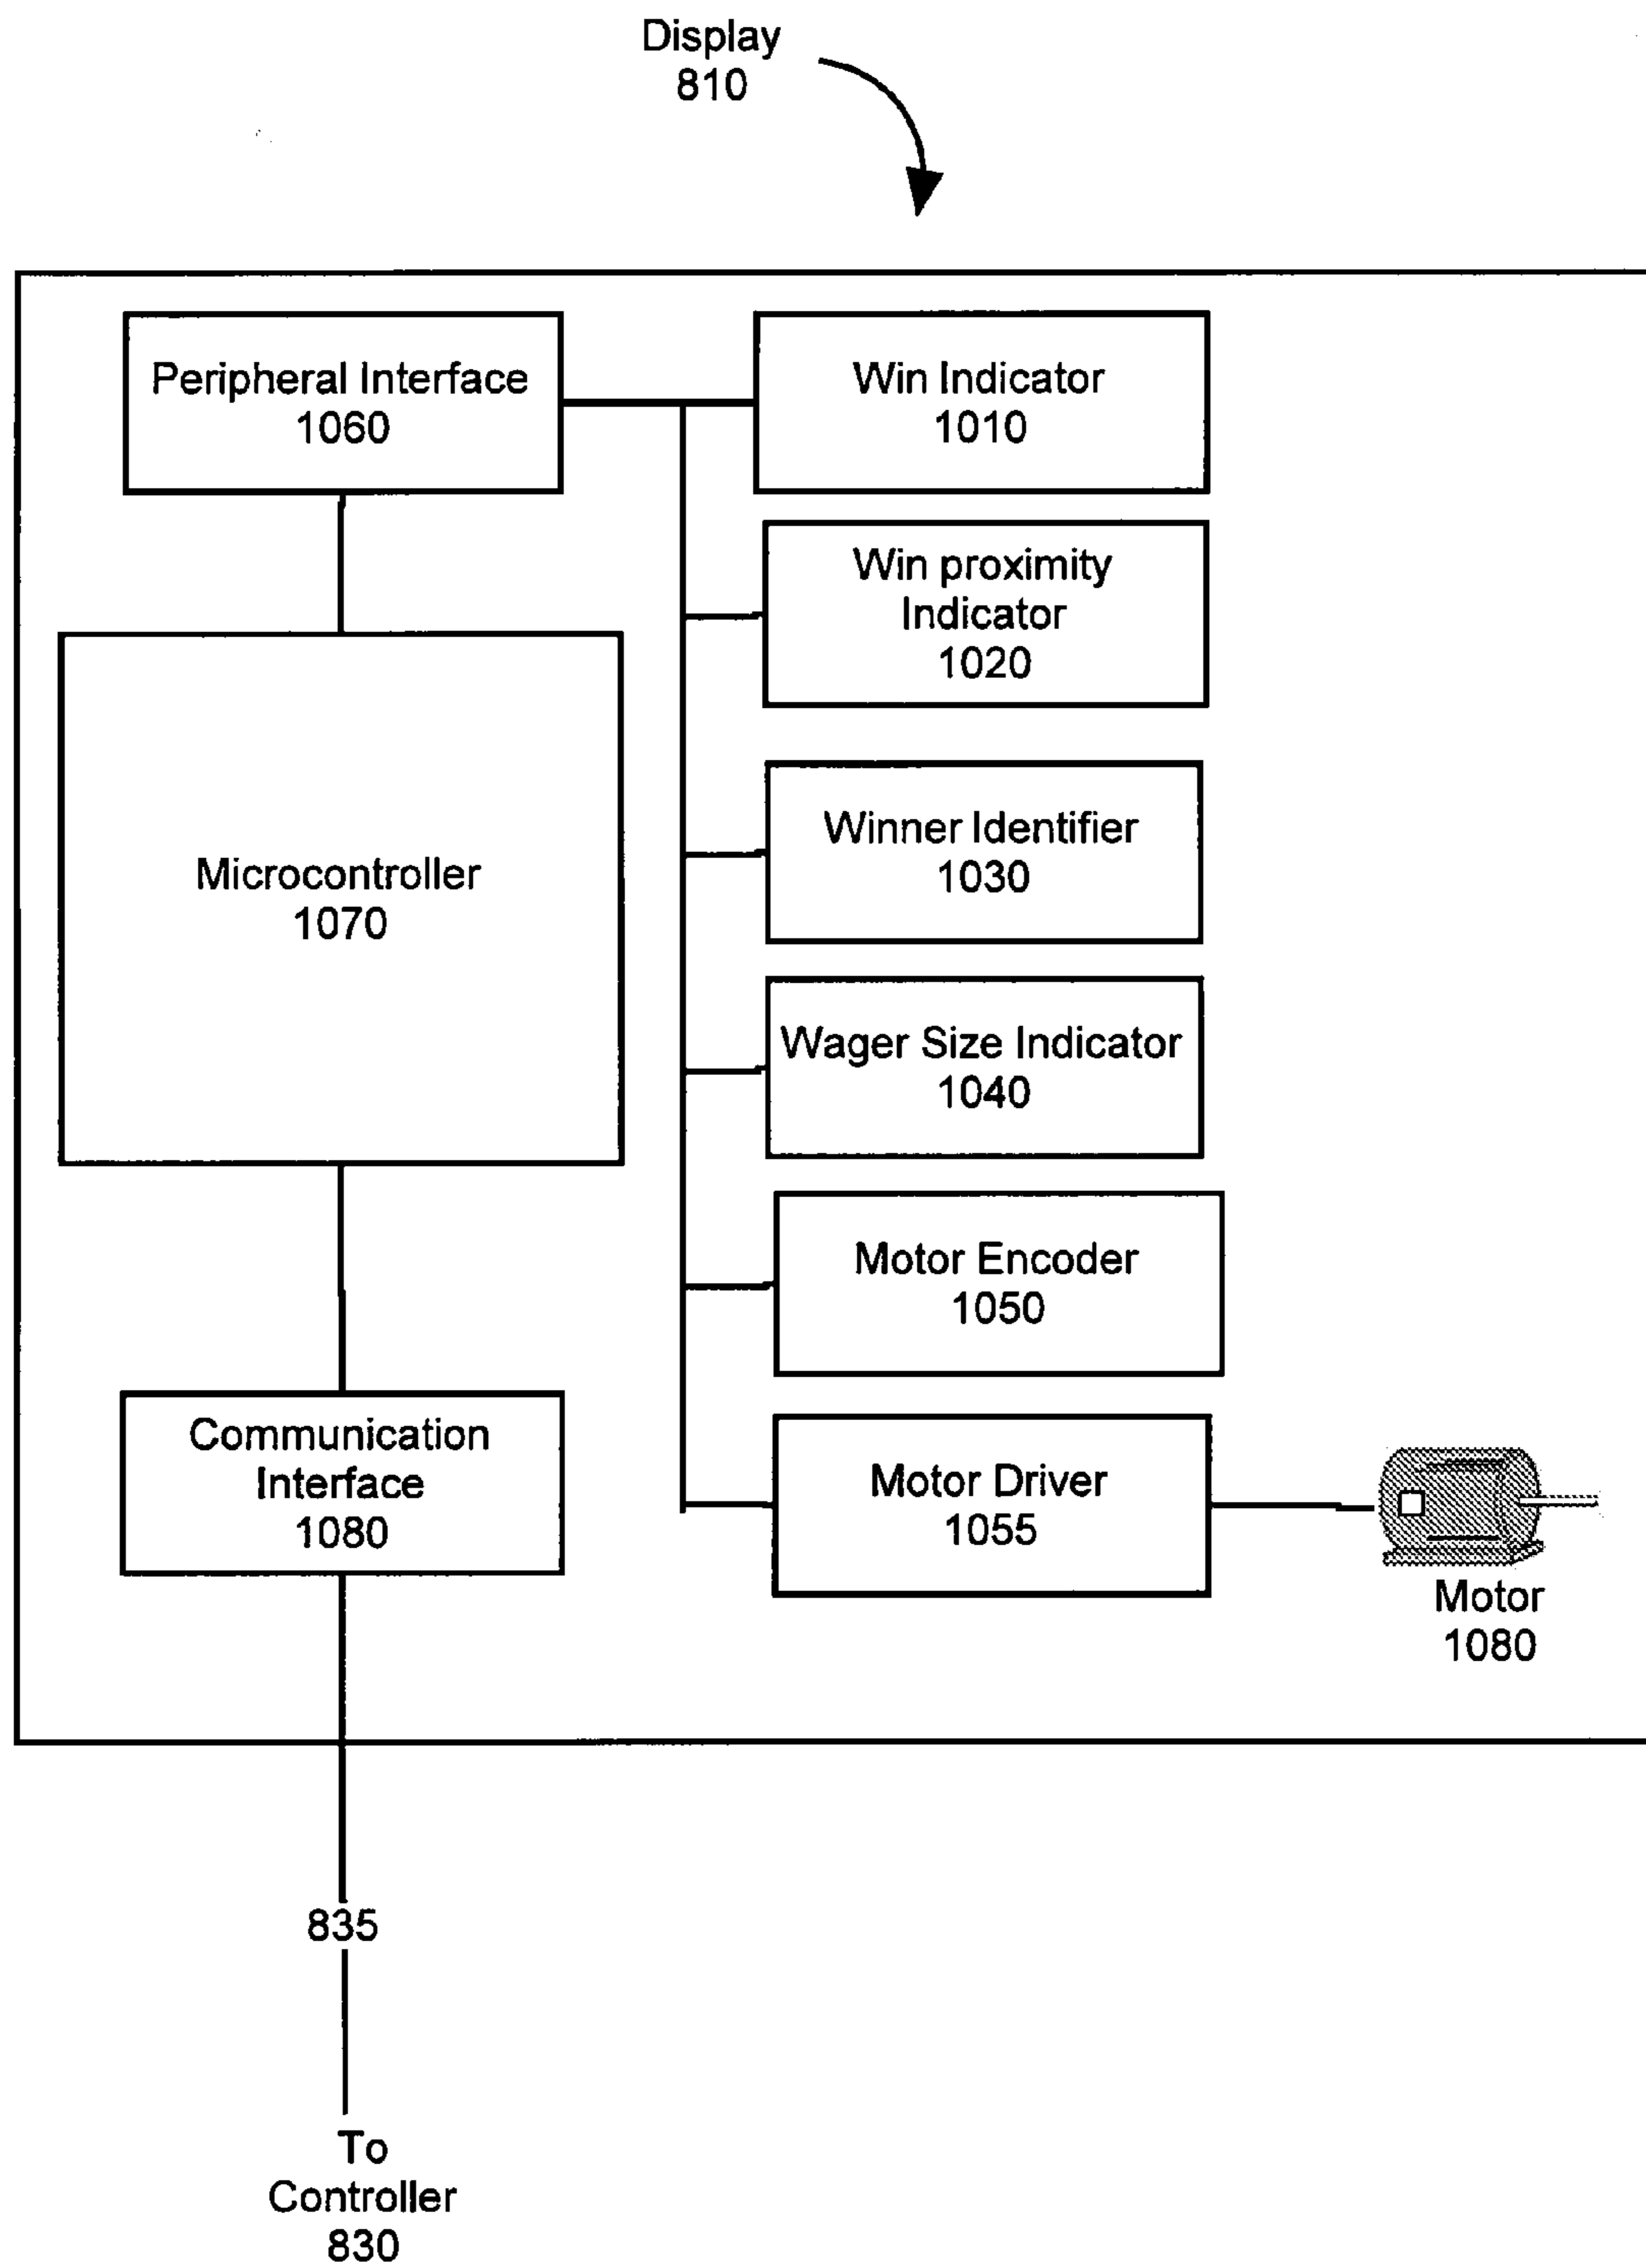 Display
810
Peripheral Interface
1060
Win Indicator
1010
Win proximity
Indicator
1020
Microcontroller
1070
Winner Identifier
1030
Wager Size Indicator
1040
Motor Encoder
1050
Communication
Interface
1080
Motor Driver
1055
Motor
1080
835
To
Controller
830